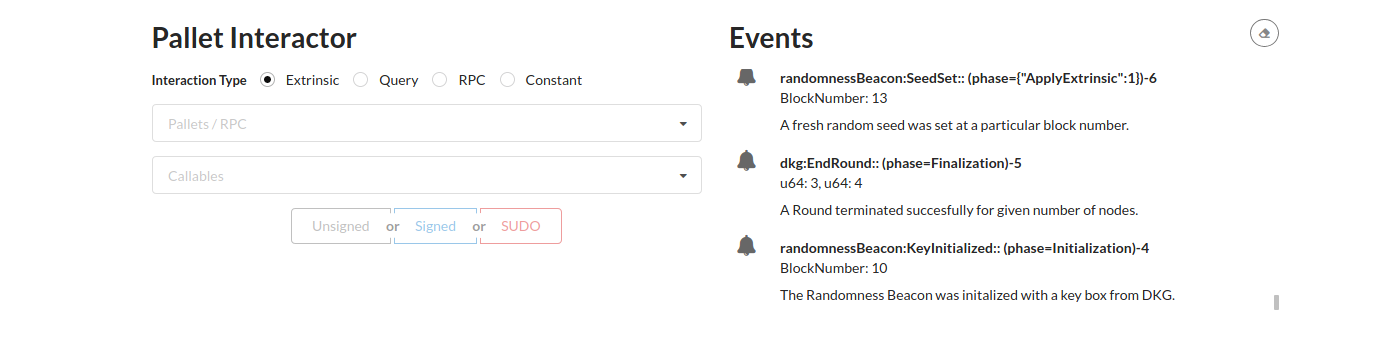 Pallet Interactor
Interaction Type Extrinsic Query RPC Constant
Pallets / RPC
Callables
Unsigned or Signed or SUDO
Events
randomnessBeacon:SeedSet:: (phase={"ApplyExtrinsic":1})-6
BlockNumber: 13
A fresh random seed was set at a particular block number.
dkg:EndRound:: (phase=Finalization)-5
u64: 3, u64: 4
A Round terminated succesfully for given number of nodes.
randomnessBeacon:KeyInitialized:: (phase=Initialization)-4
BlockNumber: 10
The Randomness Beacon was initalized with a key box from DKG.